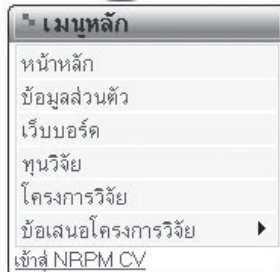 เมนูหลัก
หน้าหลัก
ข้อมูลส่วนตัว
เว็บบอร์ด
ทุนวิจัย
โครงการวิจัย
ข้อเสนอโครงการวิจัย
เข้าสู่ NRPM CV